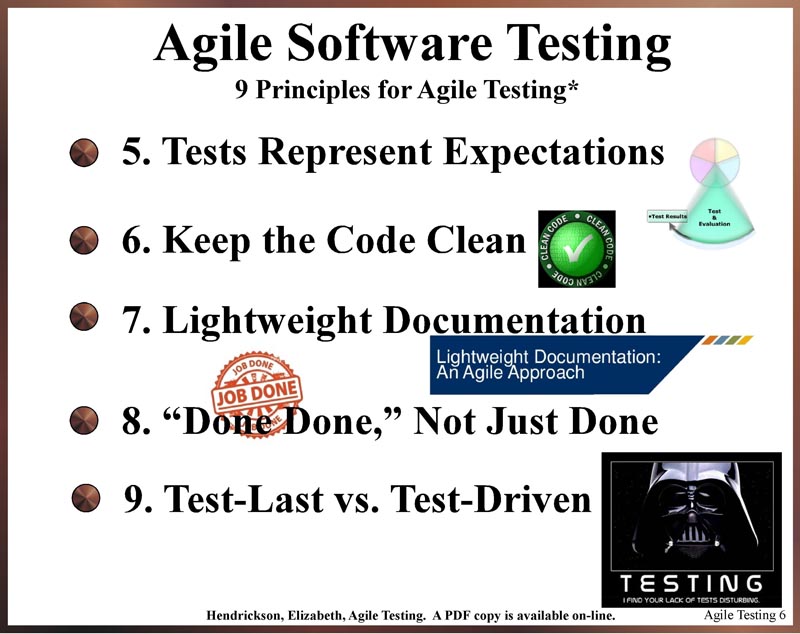 Agile Software Testing
9 Principles for Agile Testing*
5. Tests Represent Expectations
•Test Results
Test
&
Evaluation
6. Keep the Code Clean
CLEAN CODE • CLEAN CODE • CLEAN CODE •
7. Lightweight Documentation
Lightweight Documentation:
An Agile Approach
JOB DONE
JOB DONE
JOB DONE
8. “Done Done,” Not Just Done
9. Test-Last vs. Test-Driven
TESTING
I FIND YOUR LACK OF TESTS DISTURBING.
Hendrickson, Elizabeth, Agile Testing. A PDF copy is available on-line.
Agile Testing 6